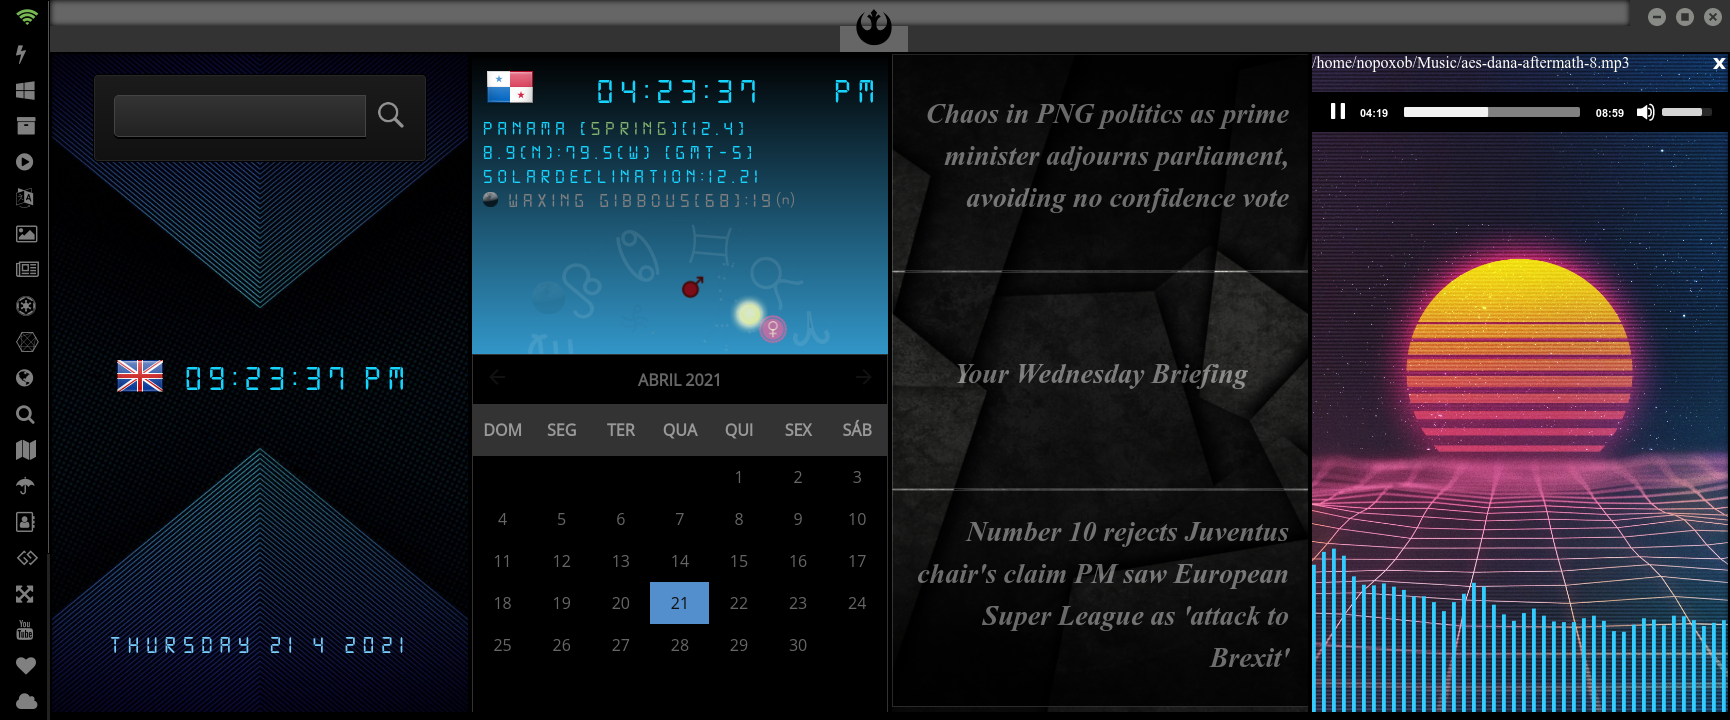 09:23:37 PM
THURSDAY 21 4 2021
04:23:37 PM
PANAMA [SPRING][12.4]
8.9(N):79.5(W) [GMT-5]
SOLARDECLINATION:12.21
WAXING GIBBOUS[68]:19(n)
ABRIL 2021
DOM SEG TER QUA QUI SEX SÁB
1 2 3
4 5 6 7 8 9 10
11 12 13 14 15 16 17
18 19 20 21 22 23 24
25 26 27 28 29 30
Chaos in PNG politics as prime
minister adjourns parliament,
avoiding no confidence vote
Your Wednesday Briefing
Number 10 rejects Juventus
chair's claim PM saw European
Super League as 'attack to
Brexit'
/home/nopoxob/Music/aes-dana-aftermath-8.mp3 x
04:19 08:59
You
Tube